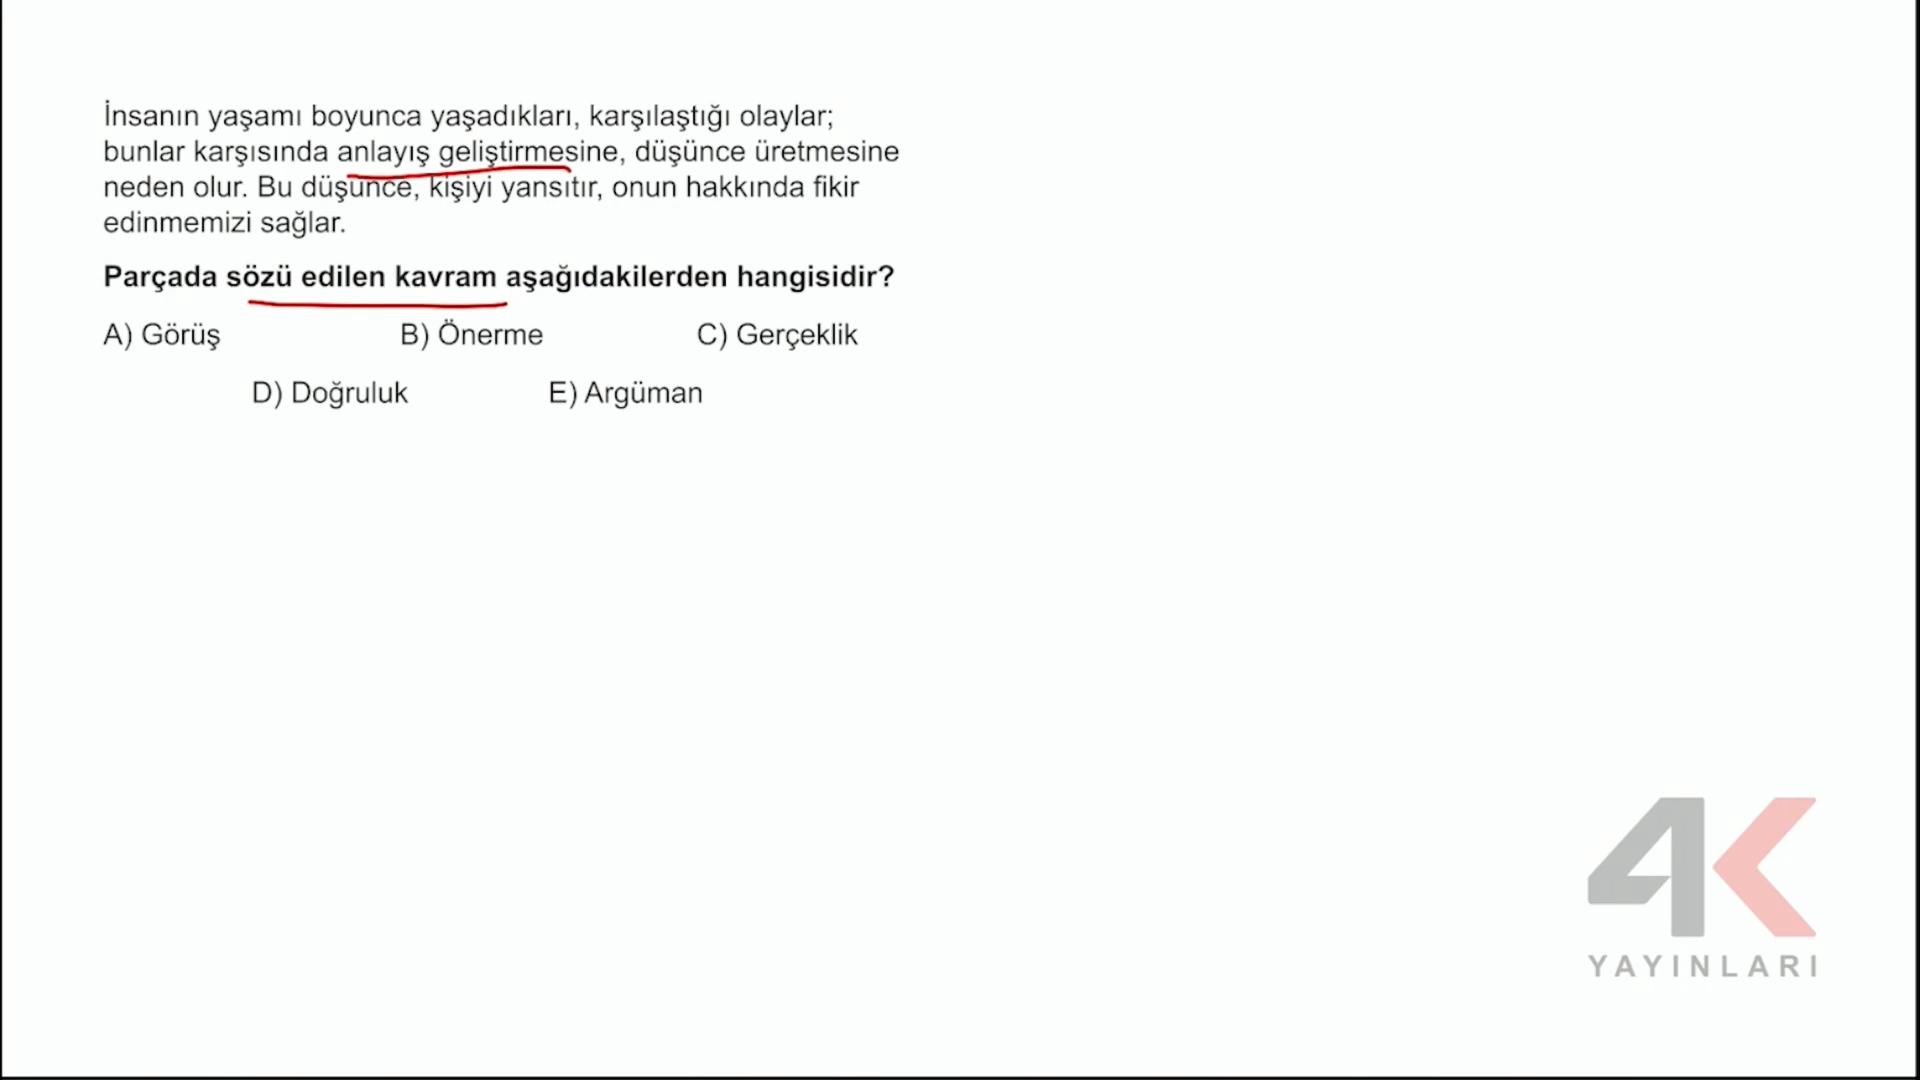 İnsanın yaşamı boyunca yaşadıkları, karşılaştığı olaylar;
bunlar karşısında anlayış geliştirmesine, düşünce üretmesine
neden olur. Bu düşünce, kişiyi yansıtır, onun hakkında fikir
edinmemizi sağlar.
Parçada sözü edilen kavram aşağıdakilerden hangisidir?
A) Görüş B) Önerme C) Gerçeklik
D) Doğruluk E) Argüman
4K
YAYINLARI